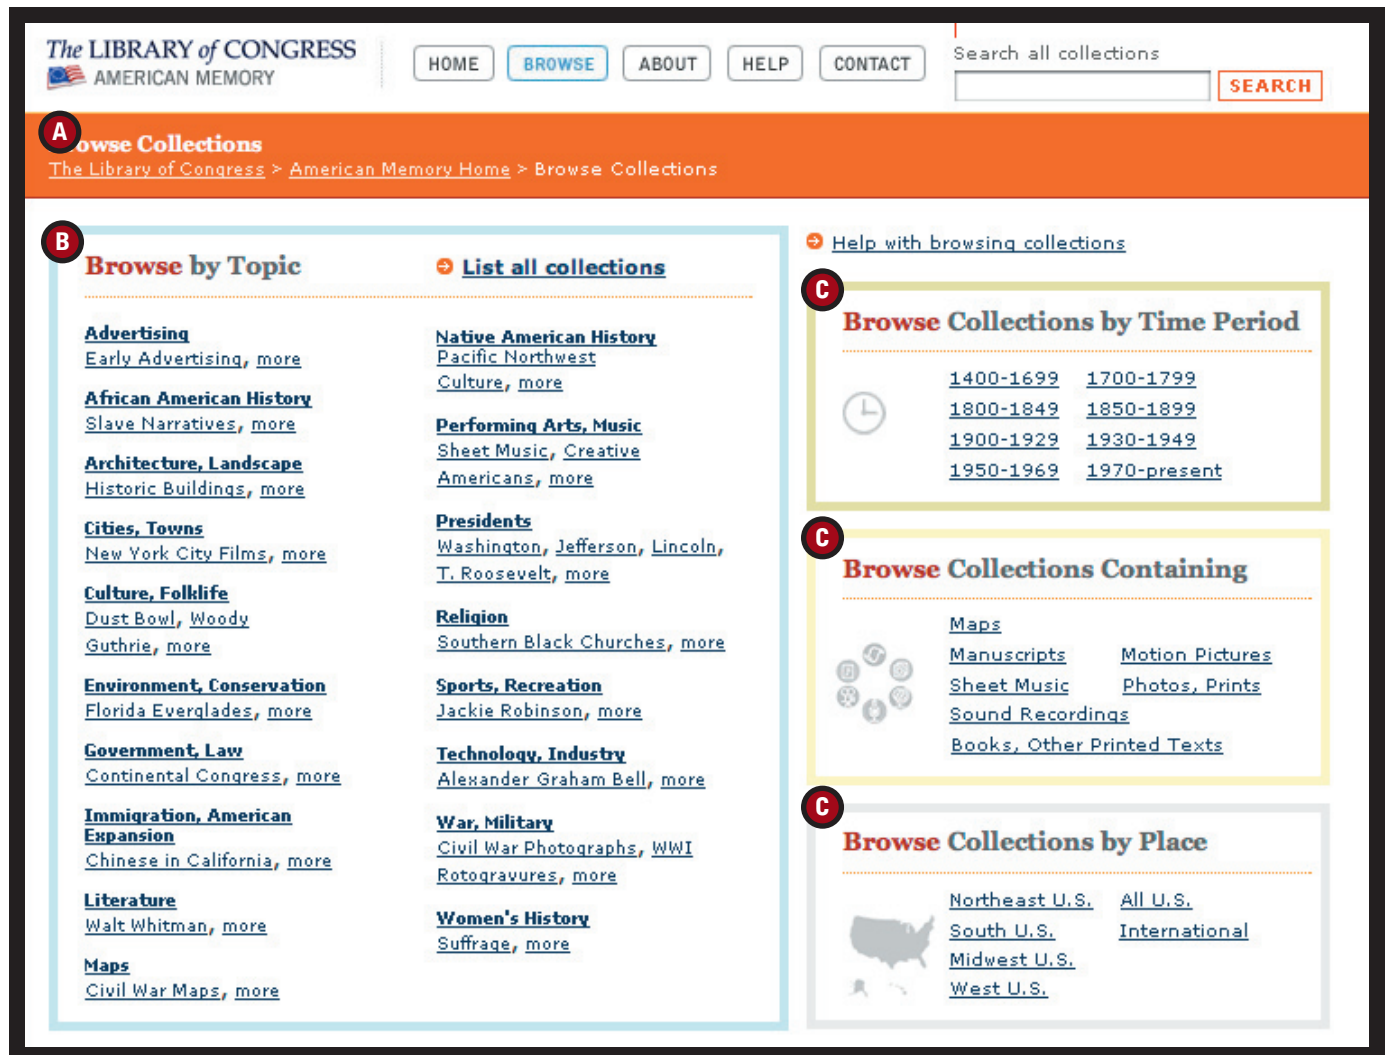 The LIBRARY of CONGRESS
AMERICAN MEMORY
HOME
BROWSE
ABOUT
HELP
CONTACT
Search all collections
SEARCH
A
owse Collections
The Library of Congress > American Memory Home > Browse Collections
B
Browse by Topic
List all collections
Advertising
Early Advertising, more
African American History
Slave Narratives, more
Architecture, Landscape
Historic Buildings, more
Cities, Towns
New York City Films, more
Culture, Folklife
Dust Bowl, Woody
Guthrie, more
Environment, Conservation
Florida Everglades, more
Government, Law
Continental Congress, more
Immigration, American
Expansion
Chinese in California, more
Literature
Walt Whitman, more
Maps
Civil War Maps, more
Native American History
Pacific Northwest
Culture, more
Performing Arts, Music
Sheet Music, Creative
Americans, more
Presidents
Washington, Jefferson, Lincoln,
T. Roosevelt, more
Religion
Southern Black Churches, more
Sports, Recreation
Jackie Robinson, more
Technology, Industry
Alexander Graham Bell, more
War, Military
Civil War Photographs, WWI
Rotogravures, more
Women's History
Suffrage, more
Help with browsing collections
C
Browse Collections by Time Period
1400-1699 1700-1799
1800-1849 1850-1899
1900-1929 1930-1949
1950-1969 1970-present
C
Browse Collections Containing
Maps
Manuscripts Motion Pictures
Sheet Music Photos, Prints
Sound Recordings
Books, Other Printed Texts
C
Browse Collections by Place
Northeast U.S. All U.S.
South U.S. International
Midwest U.S.
West U.S.